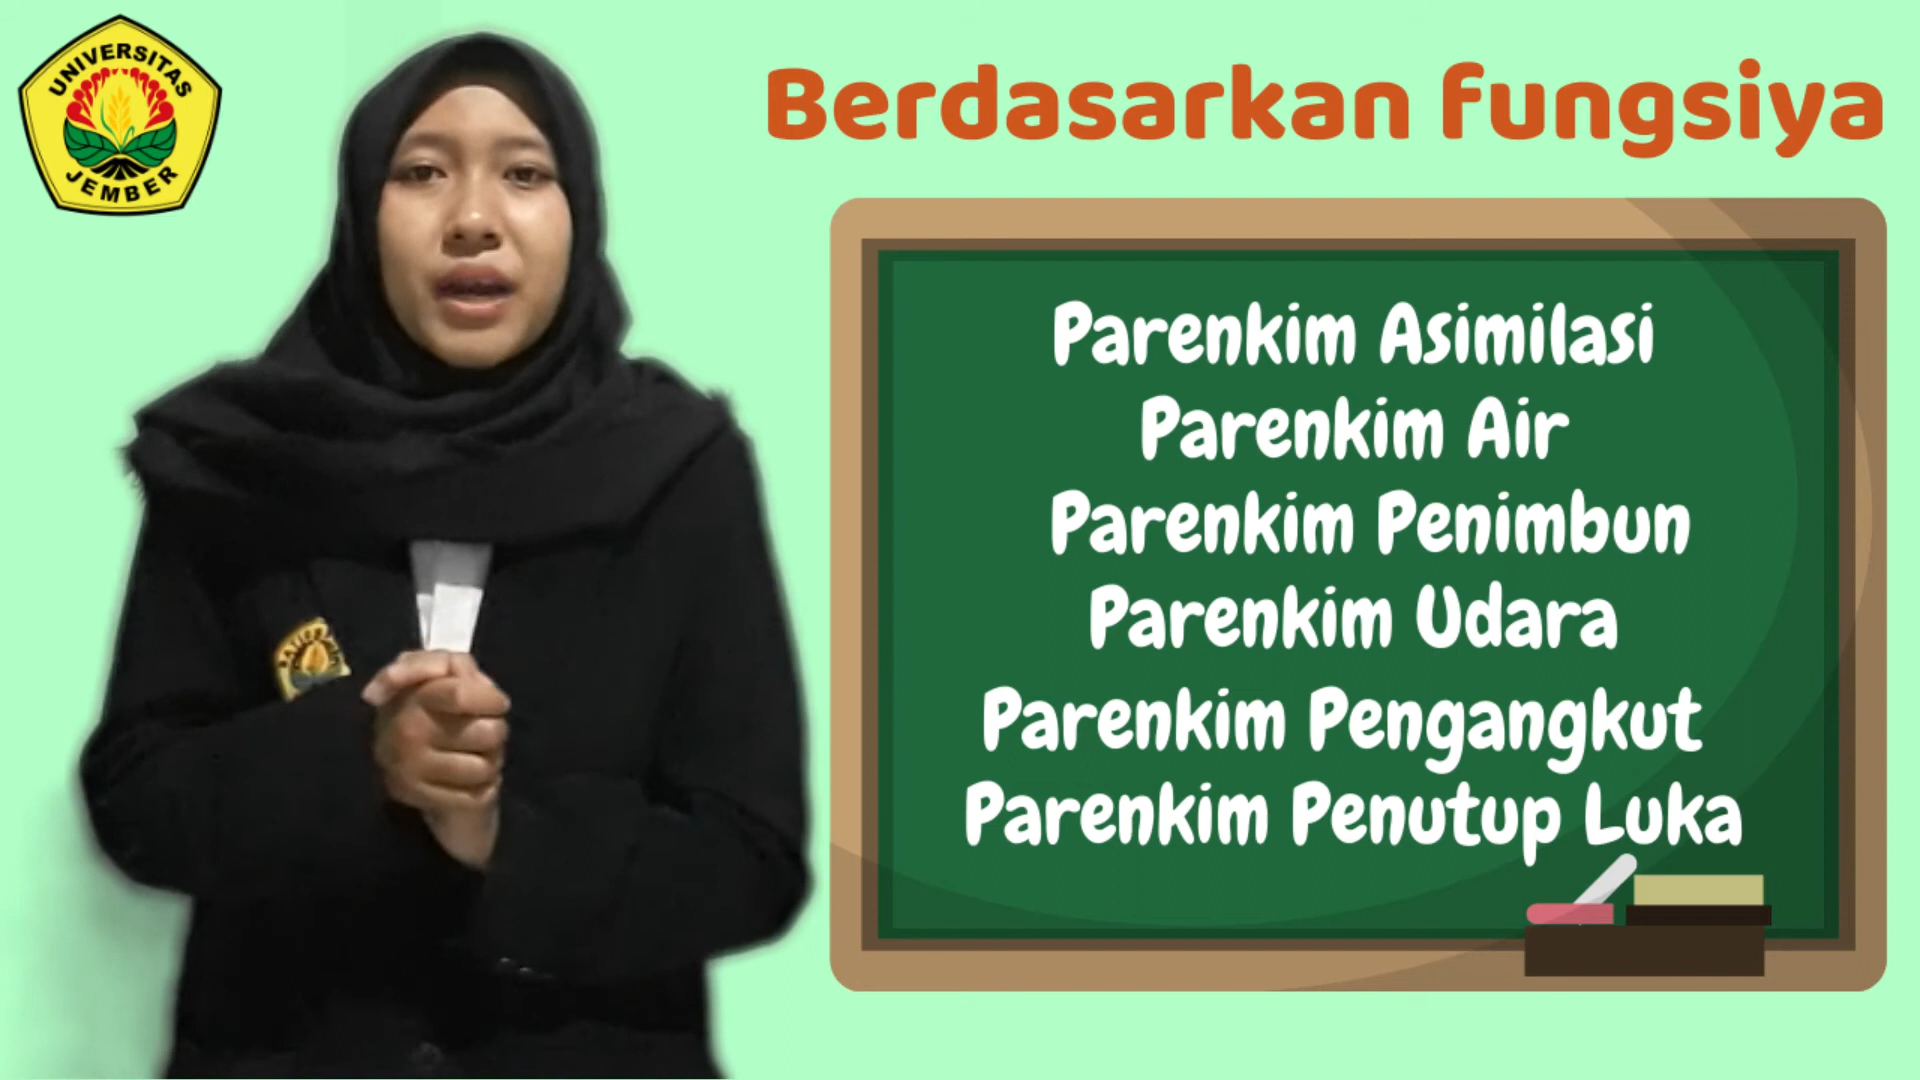 UNIVERSITAS
JEMBER
Berdasarkan fungsiya
Parenkim Asimilasi
Parenkim Air
Parenkim Penimbun
Parenkim Udara
Parenkim Pengangkut
Parenkim Penutup Luka